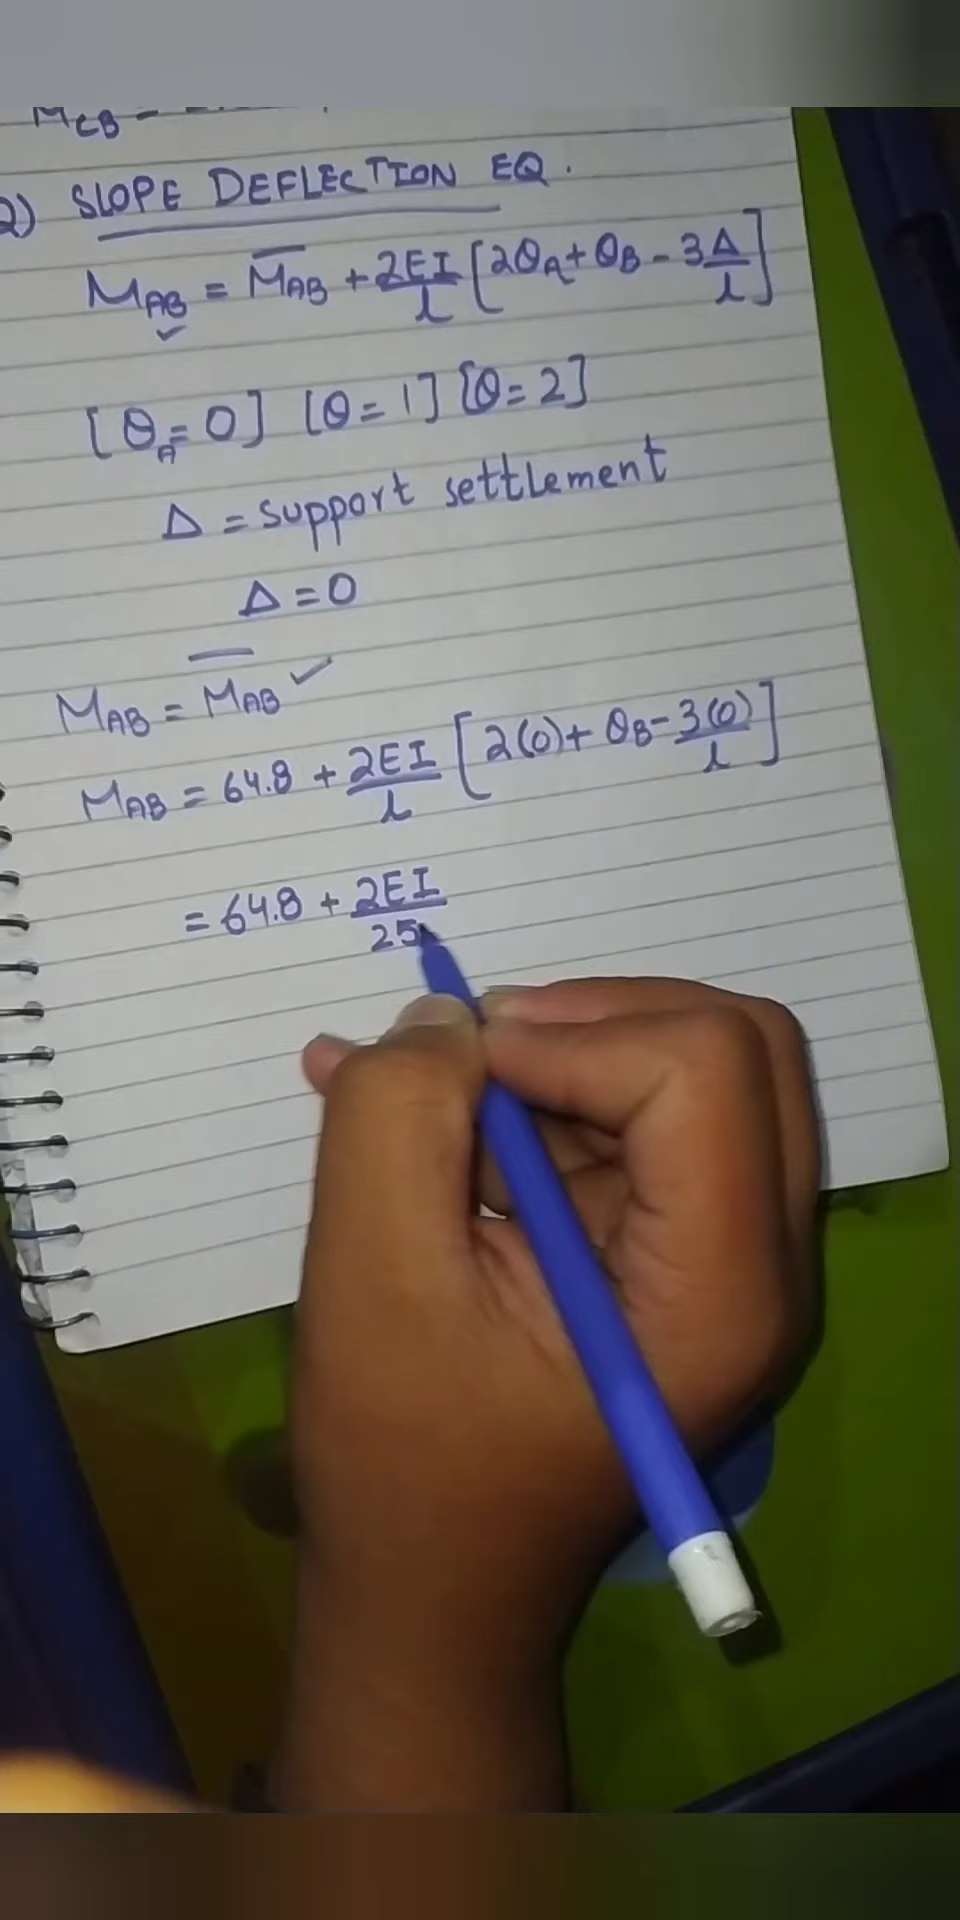 MCB -
2) SLOPE DEFLECTION EQ.
MAB = M̅AB + 2EI/l [2θA + θB - 3Δ/l]
[θA = 0] [θ = 1] [θ = 2]
Δ = support settlement
Δ = 0
MAB = M̅AB ✓
MAB = 64.8 + 2EI/l [2(0) + θB - 3(0)/l]
= 64.8 + 2EI/25